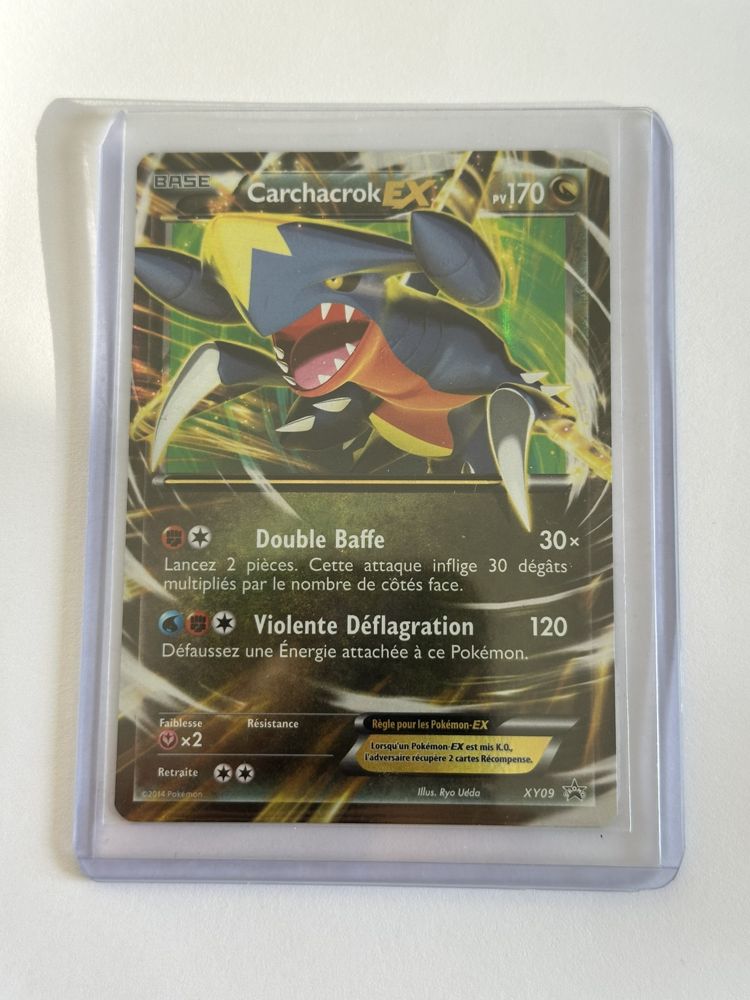 BASE Carchacrok EX PV170
Double Baffe 30×
Lancez 2 pièces. Cette attaque inflige 30 dégâts
multipliés par le nombre de côtés face.
Violente Déflagration 120
Défaussez une Énergie attachée à ce Pokémon.
Faiblesse Résistance
×2
Règle pour les Pokémon-EX
Lorsqu'un Pokémon-EX est mis K.O.,
l'adversaire récupère 2 cartes Récompense.
Retraite
©2014 Pokémon Illus. Ryo Uéda XY09